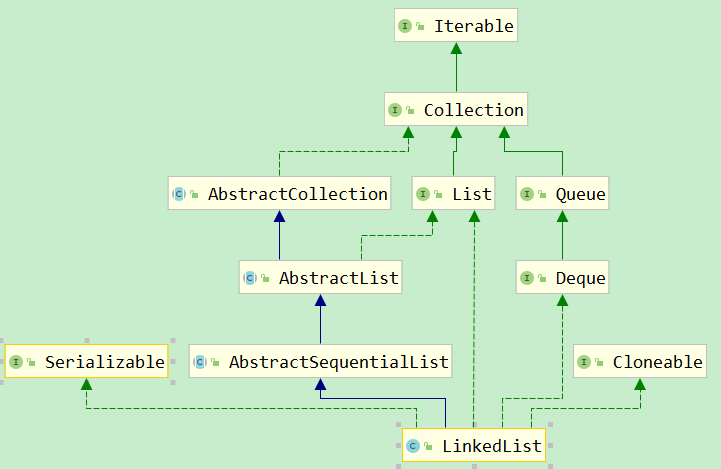 I Iterable
I Collection
C AbstractCollection
I List
I Queue
C AbstractList
I Deque
I Serializable
C AbstractSequentialList
I Cloneable
C LinkedList